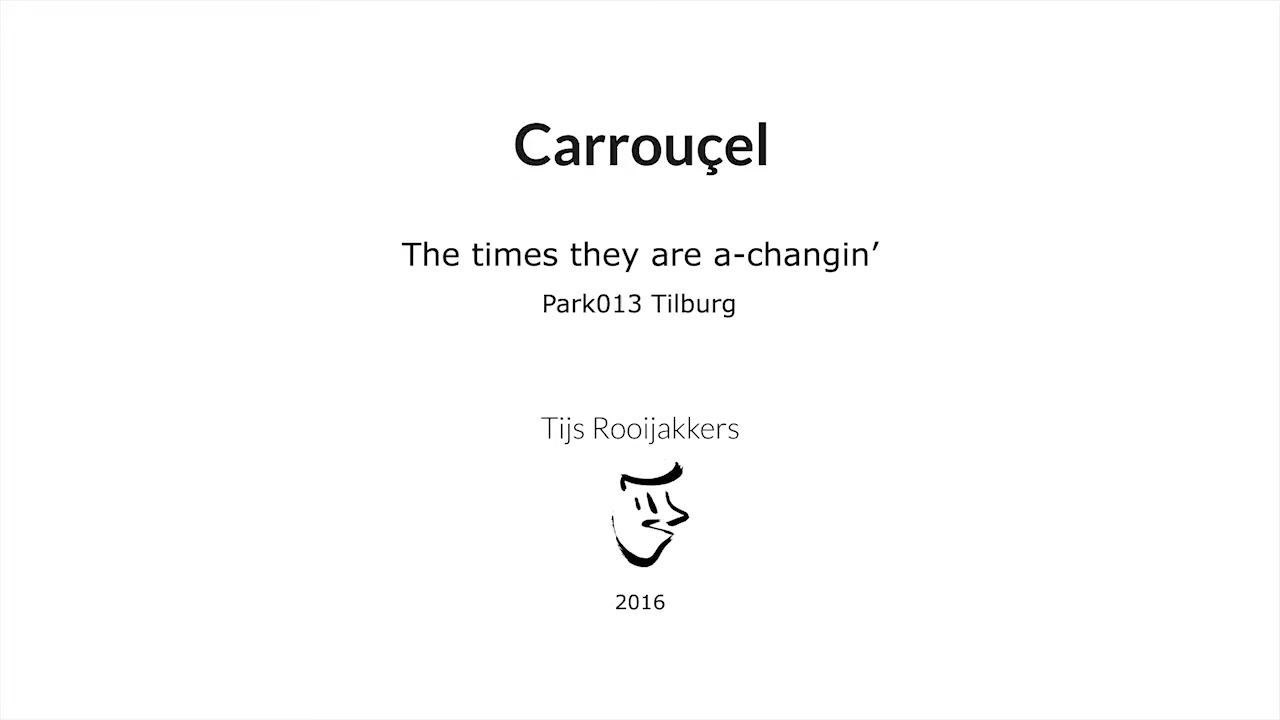 Carrouçel
The times they are a-changin’
Park013 Tilburg
Tijs Rooijakkers
2016